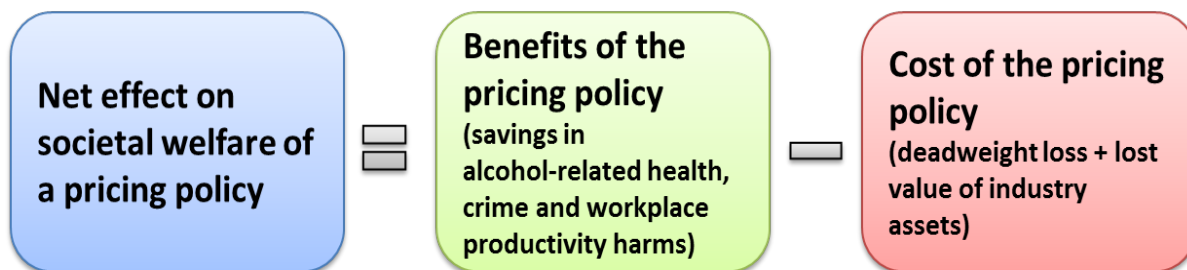 Net effect on
societal welfare of
a pricing policy
=
Benefits of the
pricing policy
(savings in
alcohol-related health,
crime and workplace
productivity harms)
−
Cost of the pricing
policy
(deadweight loss + lost
value of industry
assets)